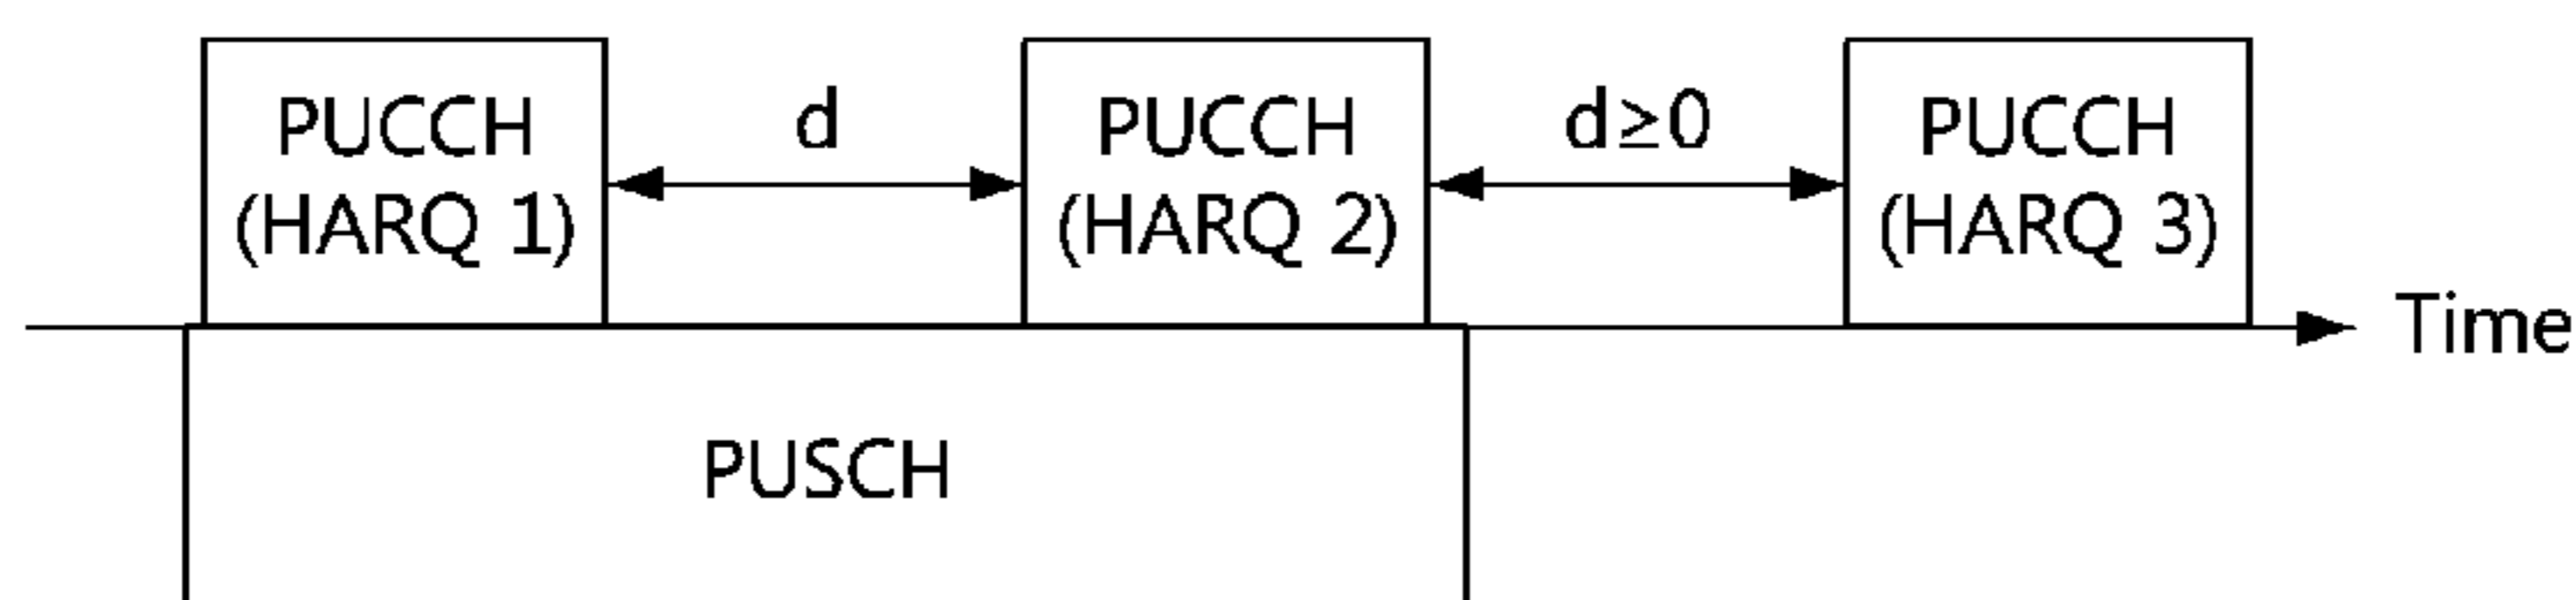 PUCCH
(HARQ 1)
d
PUCCH
(HARQ 2)
d≥0
PUCCH
(HARQ 3)
Time
PUSCH